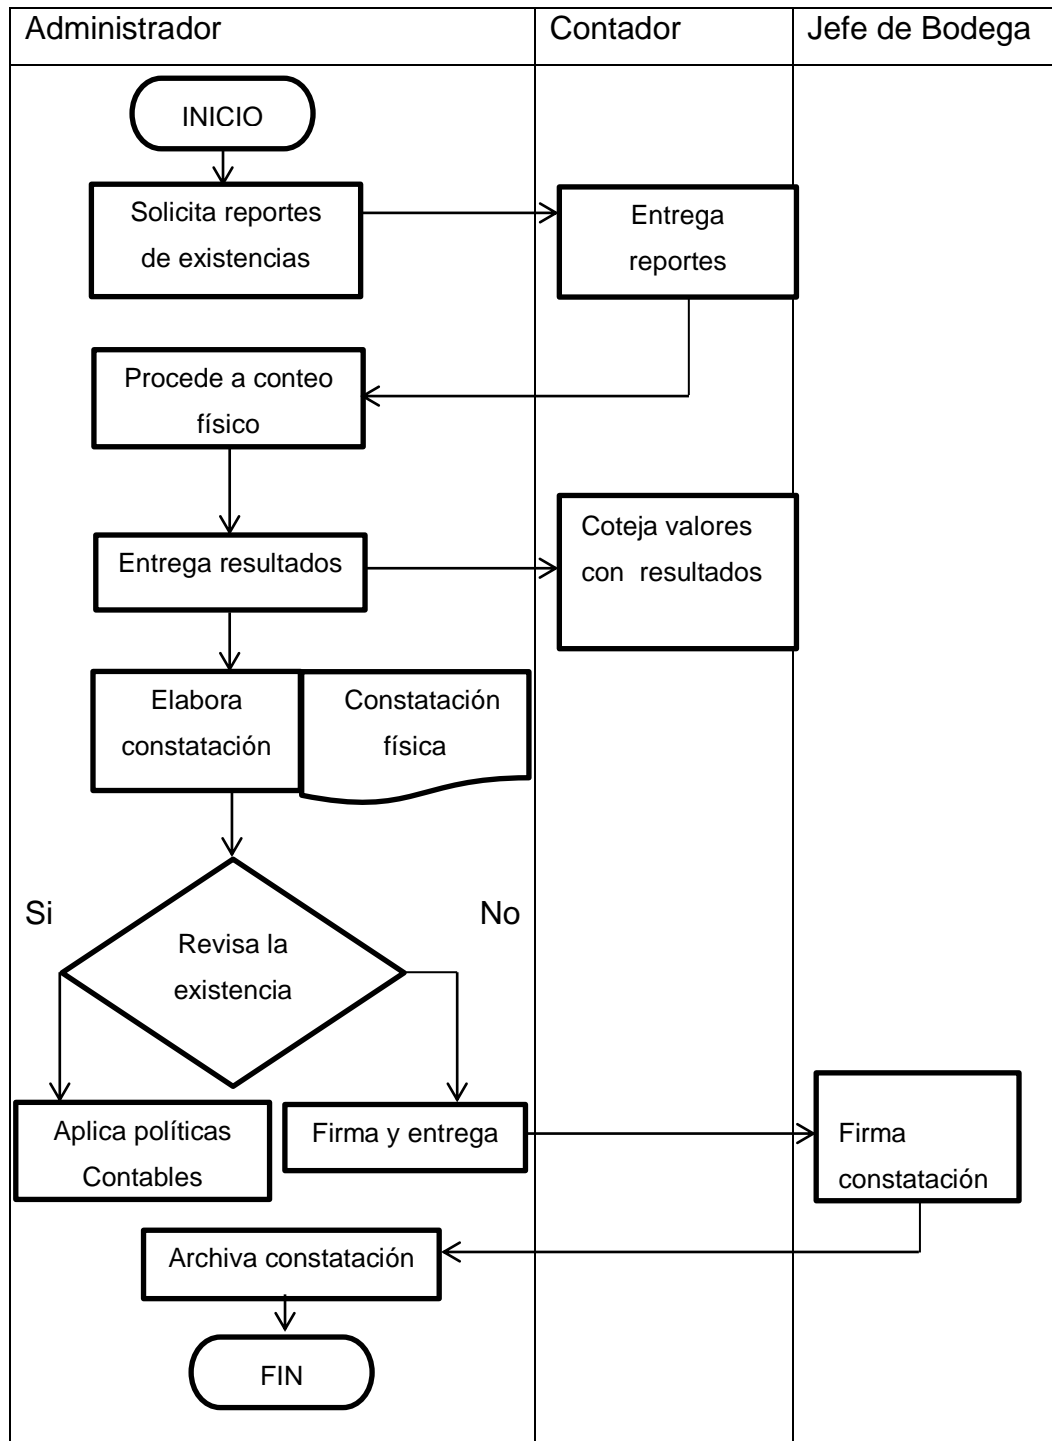 Administrador
Contador
Jefe de Bodega
INICIO
Solicita reportes
de existencias
Entrega
reportes
Procede a conteo
físico
Entrega resultados
Coteja valores
con resultados
Elabora
constatación
Constatación
física
Si
No
Revisa la
existencia
Aplica políticas
Contables
Firma y entrega
Firma
constatación
Archiva constatación
FIN